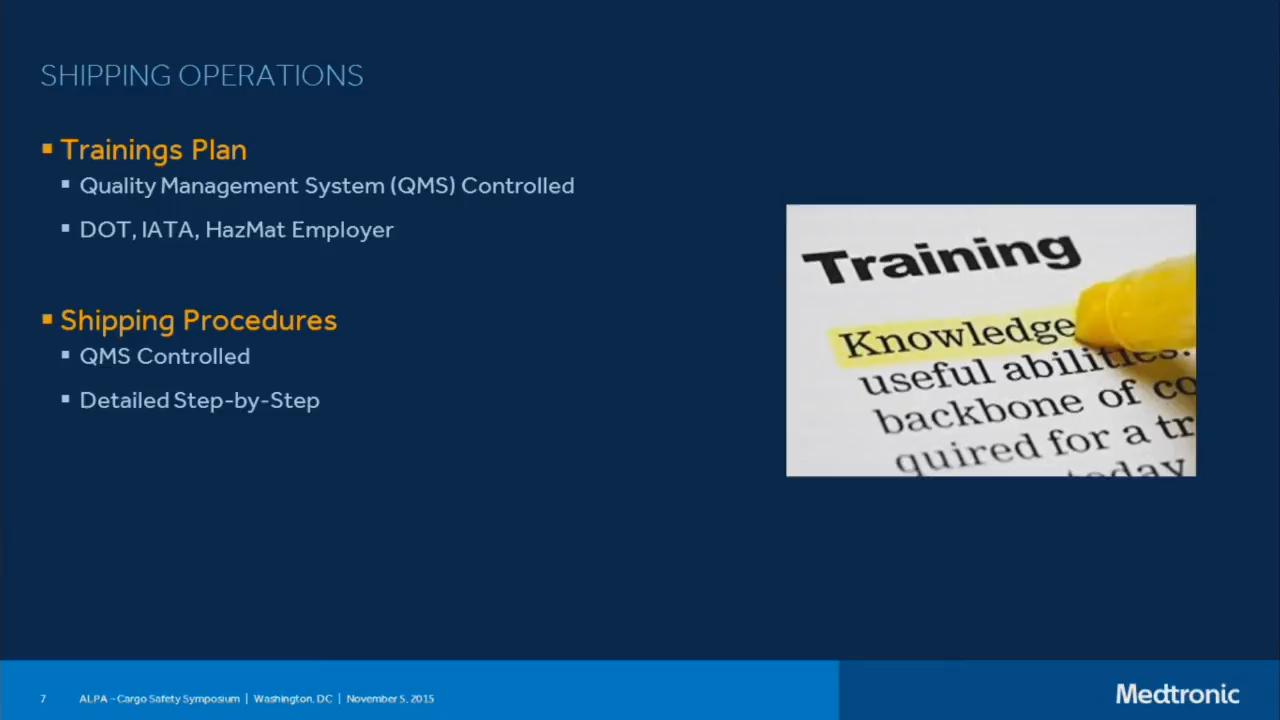 SHIPPING OPERATIONS
Trainings Plan
Quality Management System (QMS) Controlled
DOT, IATA, HazMat Employer
Shipping Procedures
QMS Controlled
Detailed Step-by-Step
Training
Knowledge
useful abilities.
backbone of co
quired for a tr
today
7 ALPA – Cargo Safety Symposium | Washington, DC | November 5, 2015
Medtronic